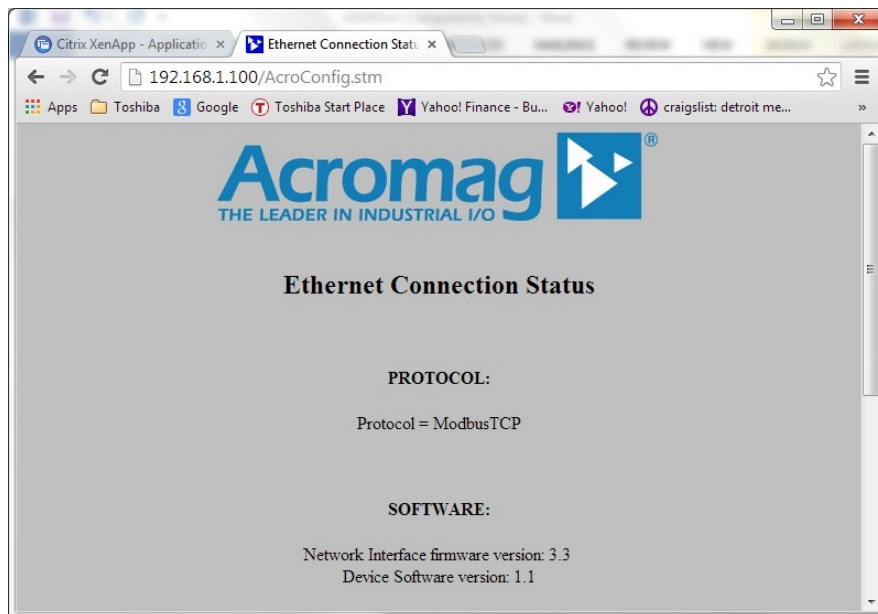 Citrix XenApp - Applicatio
Ethernet Connection Statu
192.168.1.100/AcroConfig.stm
Apps Toshiba Google Toshiba Start Place Yahoo! Finance - Bu... Yahoo! craigslist: detroit me... »
Acromag®
THE LEADER IN INDUSTRIAL I/O
Ethernet Connection Status
PROTOCOL:
Protocol = ModbusTCP
SOFTWARE:
Network Interface firmware version: 3.3
Device Software version: 1.1